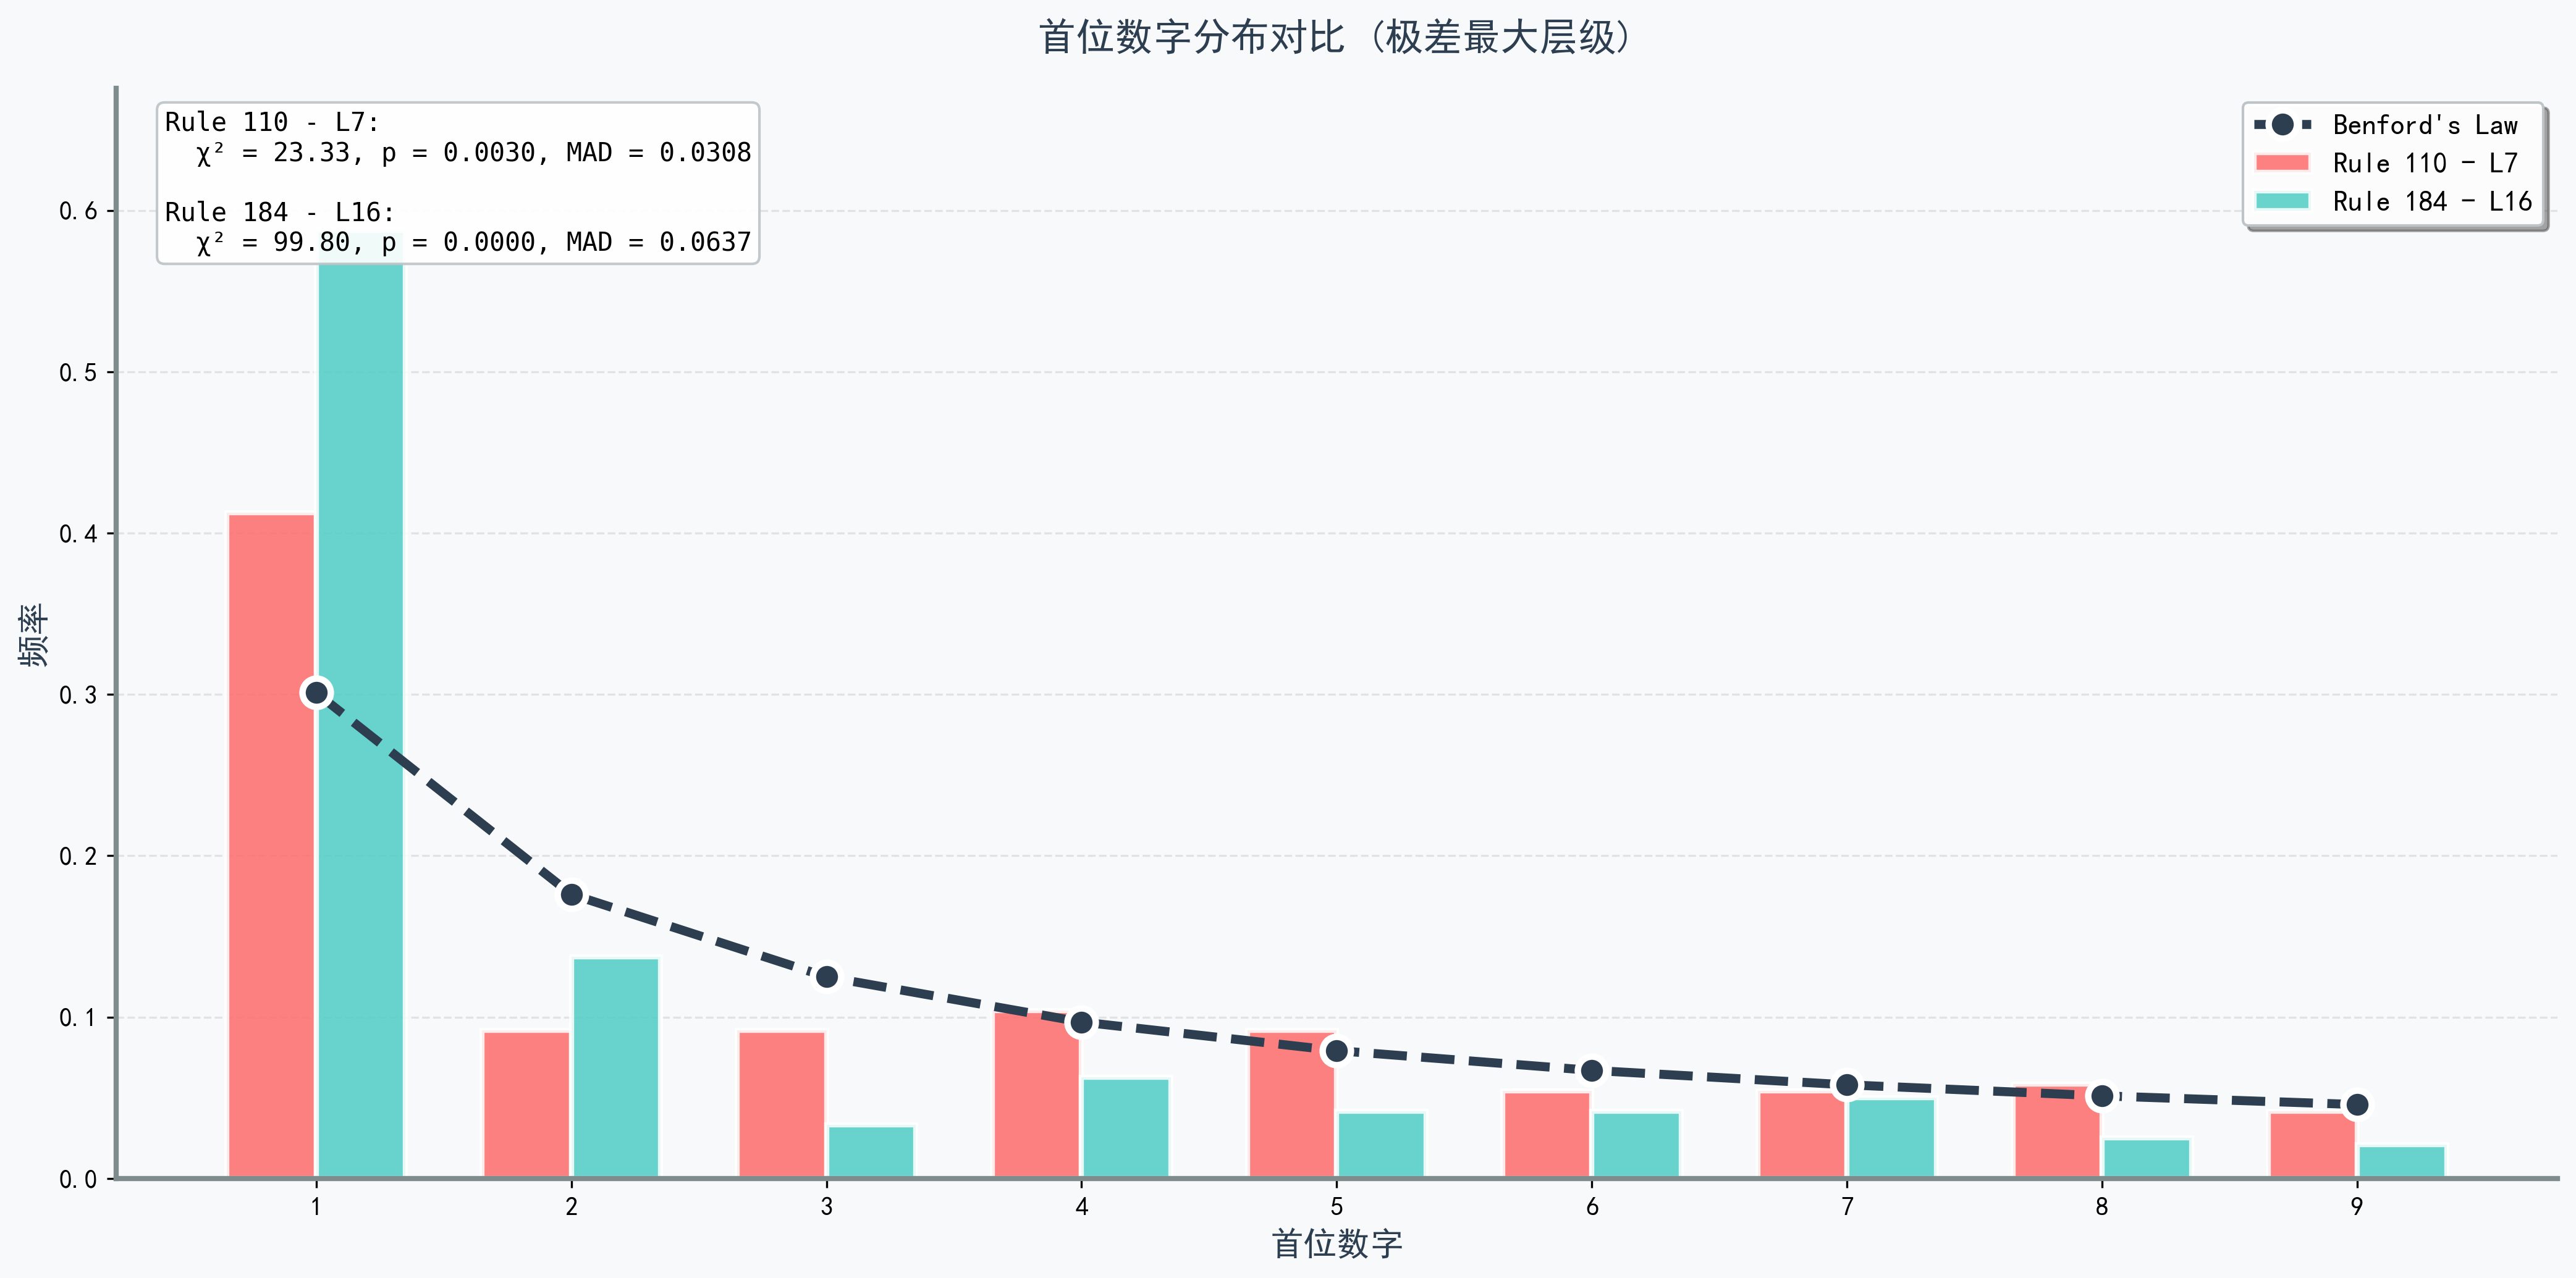 首位数字分布对比 (极差最大层级)
Rule 110 - L7:
χ² = 23.33, p = 0.0030, MAD = 0.0308
Rule 184 - L16:
χ² = 99.80, p = 0.0000, MAD = 0.0637
Benford's Law
Rule 110 - L7
Rule 184 - L16
频率
0.6
0.5
0.4
0.3
0.2
0.1
0.0
1 2 3 4 5 6 7 8 9
首位数字